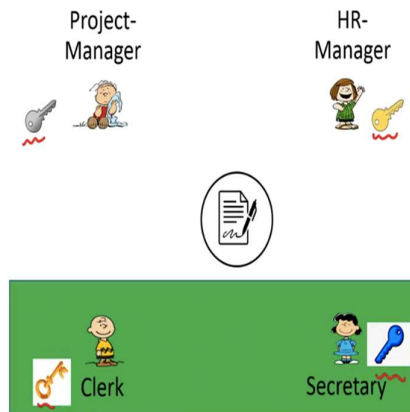 Project-
Manager
HR-
Manager
Clerk
Secretary